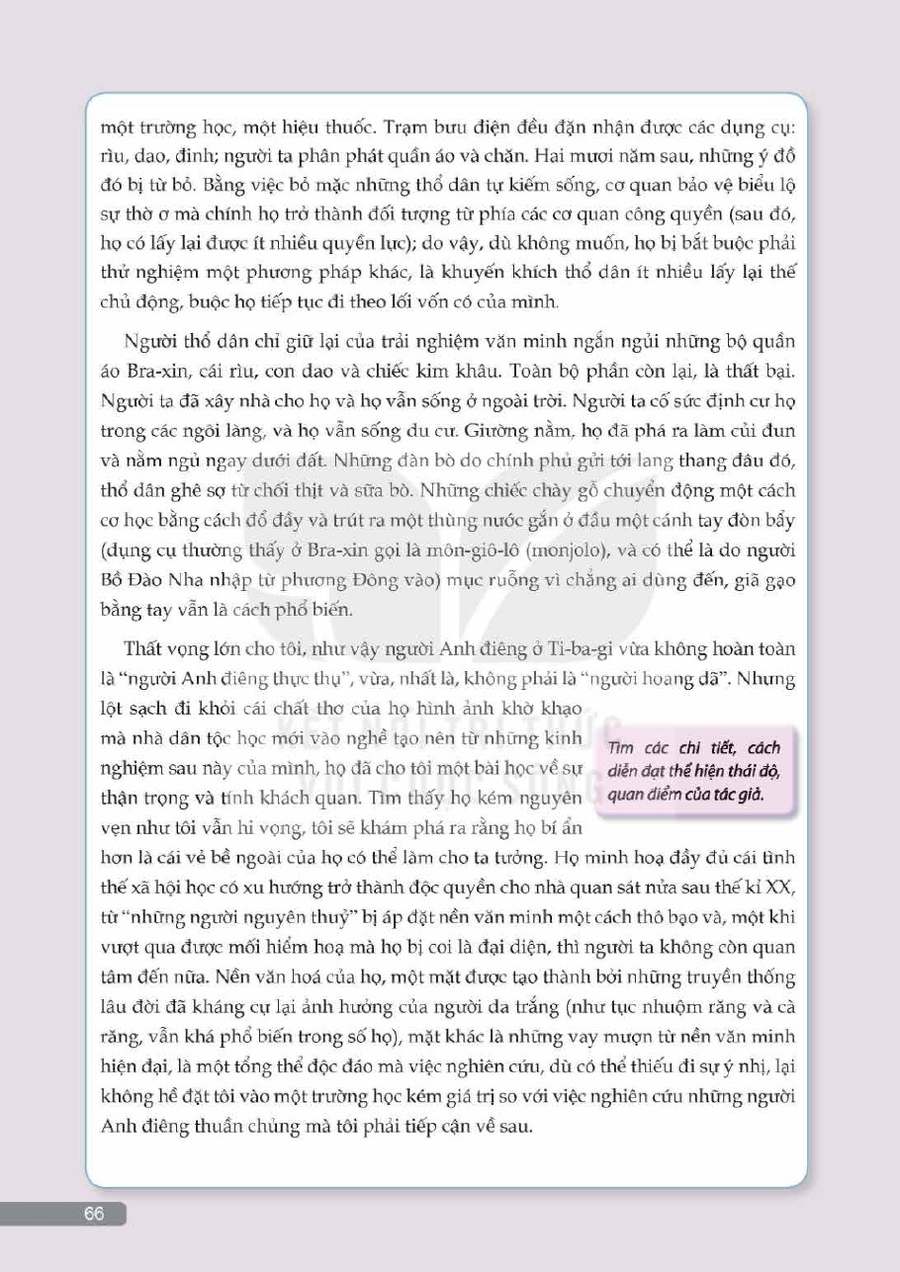 một trường học, một hiệu thuốc. Trạm bưu điện đều đặn nhận được các dụng cụ:
rìu, dao, đinh; người ta phân phát quần áo và chăn. Hai mươi năm sau, những ý đồ
đó bị từ bỏ. Bằng việc bỏ mặc những thổ dân tự kiếm sống, cơ quan bảo vệ biểu lộ
sự thờ ơ mà chính họ trở thành đối tượng từ phía các cơ quan công quyền (sau đó,
họ có lấy lại được ít nhiều quyền lực); do vậy, dù không muốn, họ bị bắt buộc phải
thử nghiệm một phương pháp khác, là khuyến khích thổ dân ít nhiều lấy lại thế
chủ động, buộc họ tiếp tục đi theo lối vốn có của mình.
Người thổ dân chỉ giữ lại của trải nghiệm văn minh ngắn ngủi những bộ quần
áo Bra-xin, cái rìu, con dao và chiếc kim khâu. Toàn bộ phần còn lại, là thất bại.
Người ta đã xây nhà cho họ và họ vẫn sống ở ngoài trời. Người ta cố sức định cư họ
trong các ngôi làng, và họ vẫn sống du cư. Giường nằm, họ đã phá ra làm củi đun
và nằm ngủ ngay dưới đất. Những đàn bò do chính phủ gửi tới lang thang đâu đó,
thổ dân ghê sợ từ chối thịt và sữa bò. Những chiếc chày gỗ chuyển động một cách
cơ học bằng cách đổ đầy và trút ra một thùng nước gắn ở đầu một cánh tay đòn bẩy
(dụng cụ thường thấy ở Bra-xin gọi là môn-giô-lô (monjolo), và có thể là do người
Bồ Đào Nha nhập từ phương Đông vào) mục ruỗng vì chẳng ai dùng đến, giã gạo
bằng tay vẫn là cách phổ biến.
Thất vọng lớn cho tôi, như vậy người Anh điêng ở Ti-ba-gi vừa không hoàn toàn
là “người Anh điêng thực thụ”, vừa, nhất là, không phải là “người hoang dã”. Nhưng
lột sạch đi khỏi cái chất thơ của họ hình ảnh khờ khạo
mà nhà dân tộc học mới vào nghề tạo nên từ những kinh
nghiệm sau này của mình, họ đã cho tôi một bài học về sự
thận trọng và tính khách quan. Tìm thấy họ kém nguyên
vẹn như tôi vẫn hi vọng, tôi sẽ khám phá ra rằng họ bí ẩn
hơn là cái vẻ bề ngoài của họ có thể làm cho ta tưởng. Họ minh hoạ đầy đủ cái tình
thế xã hội học có xu hướng trở thành độc quyền cho nhà quan sát nửa sau thế kỉ XX,
từ “những người nguyên thuỷ” bị áp đặt nền văn minh một cách thô bạo và, một khi
vượt qua được mối hiểm hoạ mà họ bị coi là đại diện, thì người ta không còn quan
tâm đến nữa. Nền văn hoá của họ, một mặt được tạo thành bởi những truyền thống
lâu đời đã kháng cự lại ảnh hưởng của người da trắng (như tục nhuộm răng và cà
răng, vẫn khá phổ biến trong số họ), mặt khác là những vay mượn từ nền văn minh
hiện đại, là một tổng thể độc đáo mà việc nghiên cứu, dù có thể thiếu đi sự ý nhị, lại
không hề đặt tôi vào một trường học kém giá trị so với việc nghiên cứu những người
Anh điêng thuần chủng mà tôi phải tiếp cận về sau.
Tìm các chi tiết, cách
diễn đạt thể hiện thái độ,
quan điểm của tác giả.
KẾT NỐI TRI THỨC
VỚI CUỘC SỐNG
66